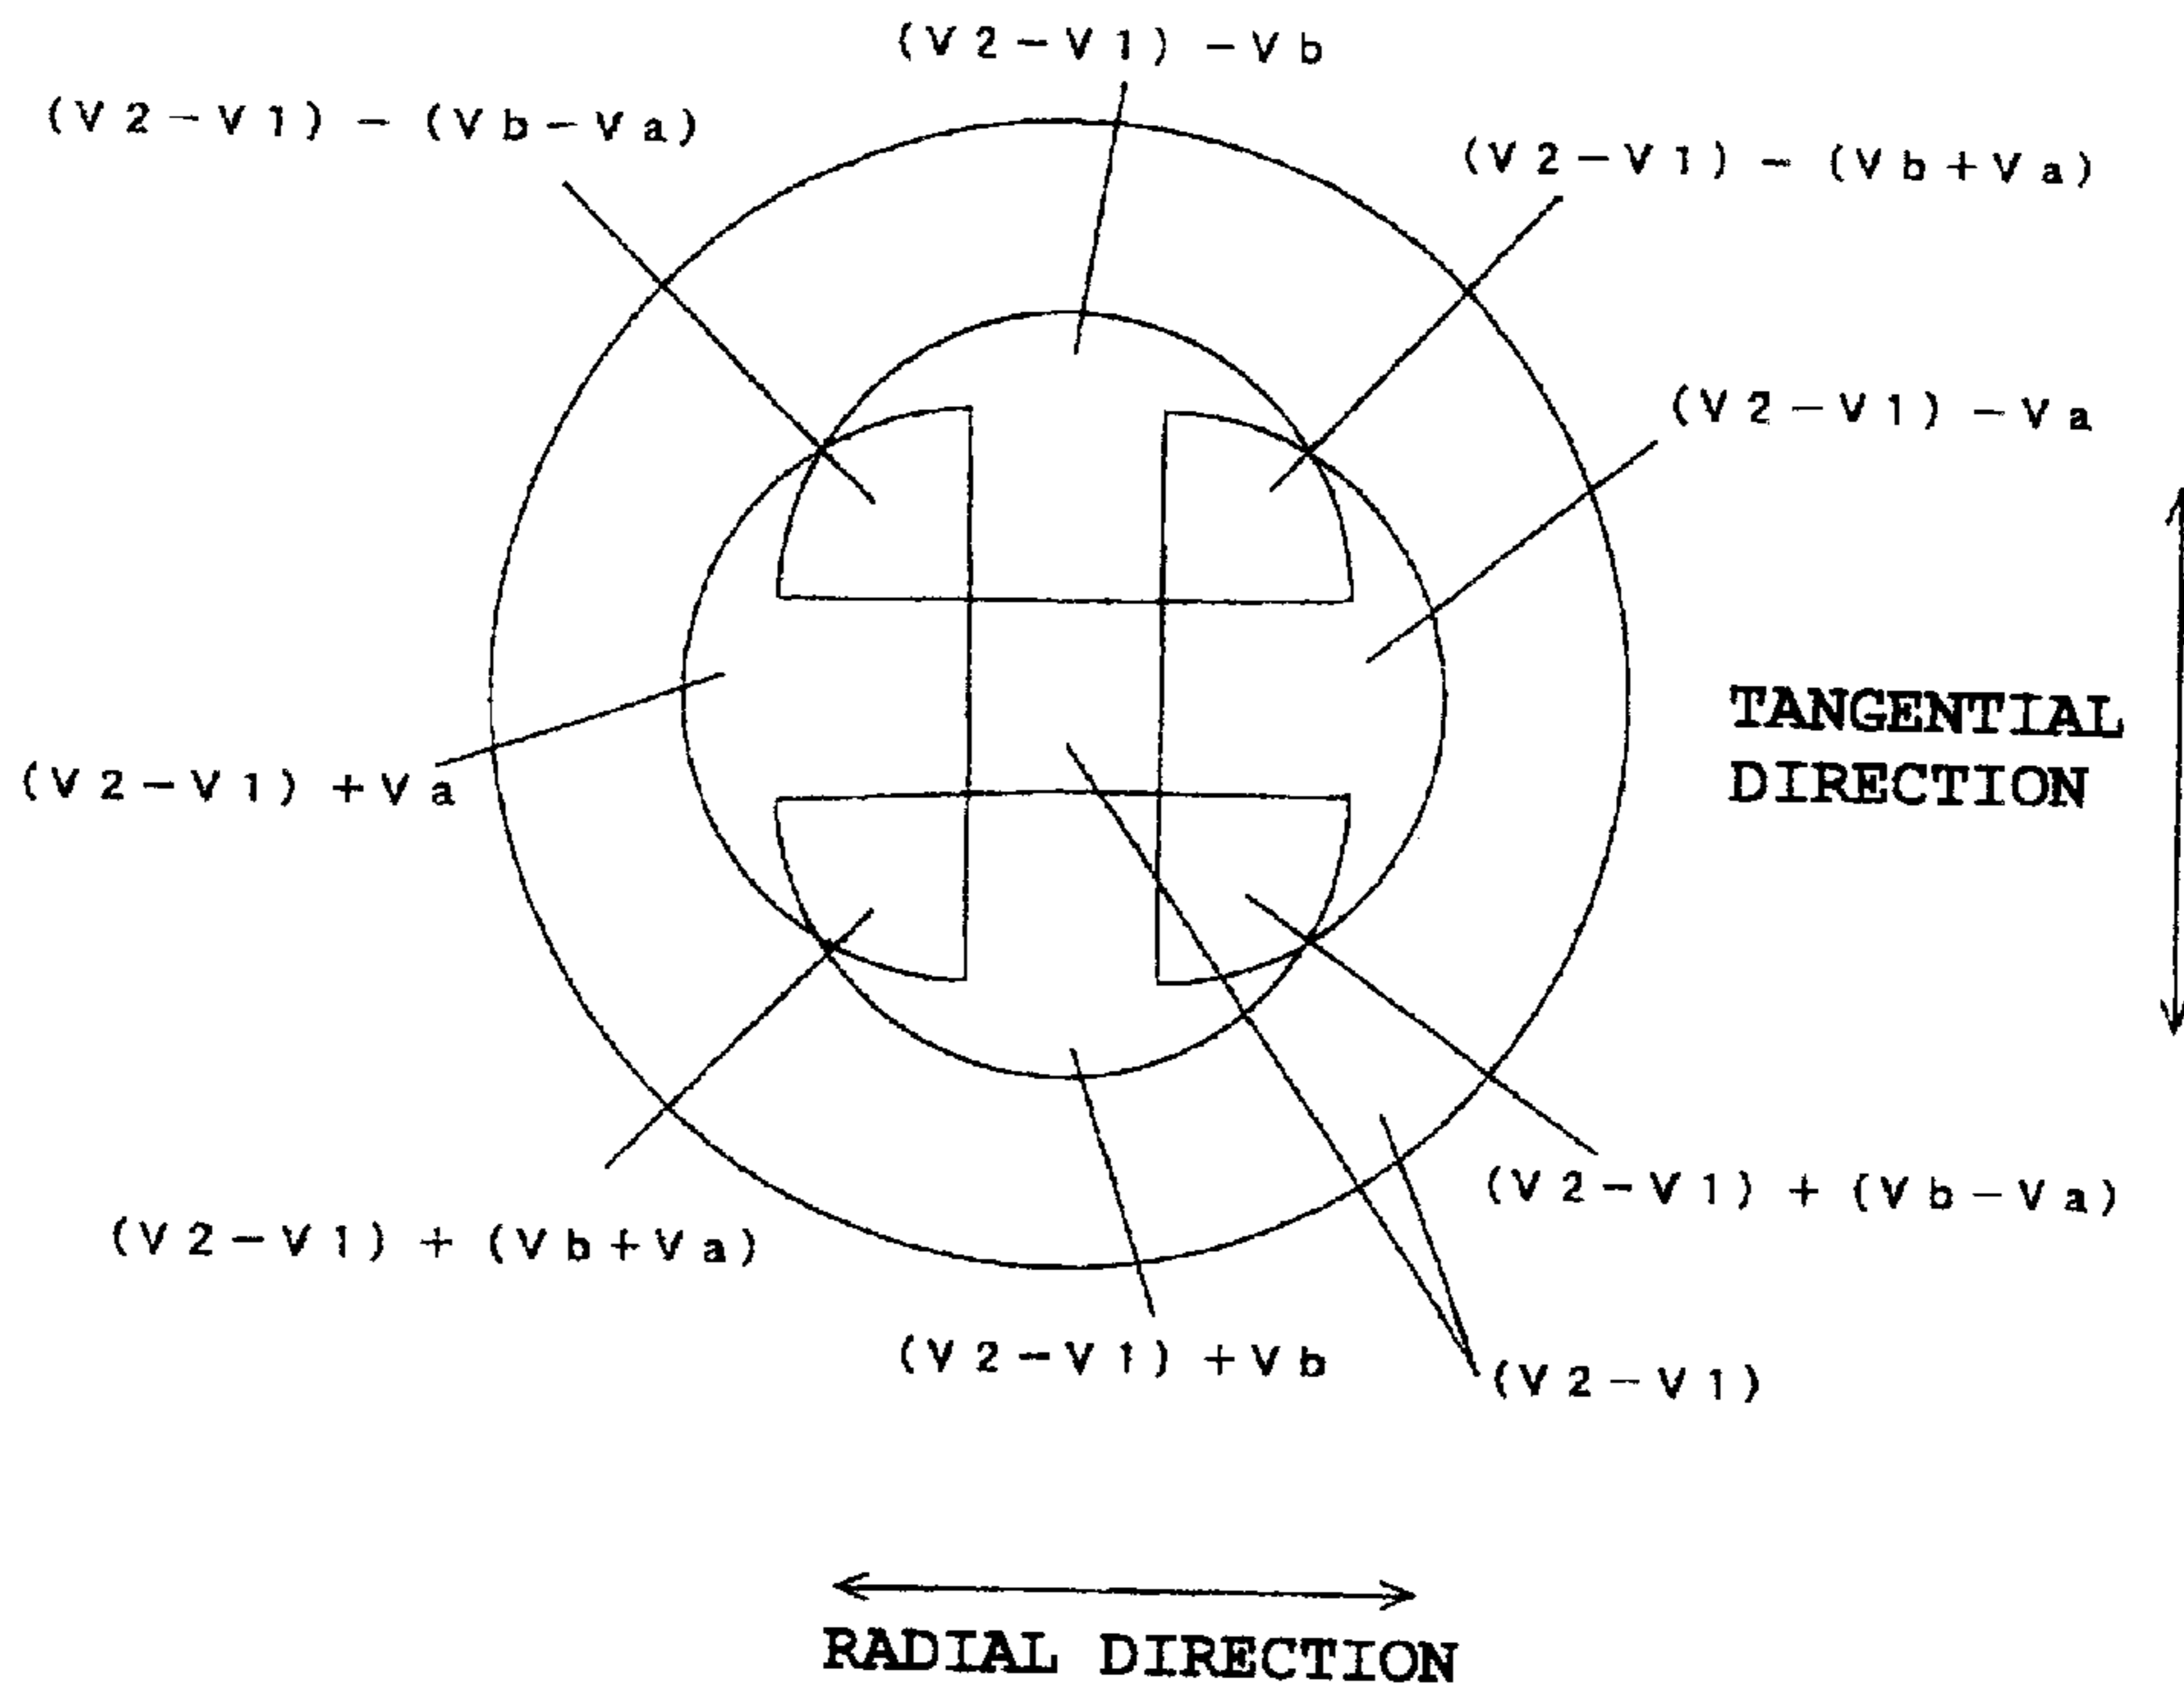 (V2-V1)-Vb
(V2-V1)-(Vb-Va)
(V2-V1)-(Vb+Va)
(V2-V1)-Va
TANGENTIAL
DIRECTION
(V2-V1)+Va
(V2-V1)+(Vb-Va)
(V2-V1)+(Vb+Va)
(V2-V1)+Vb
(V2-V1)
RADIAL DIRECTION